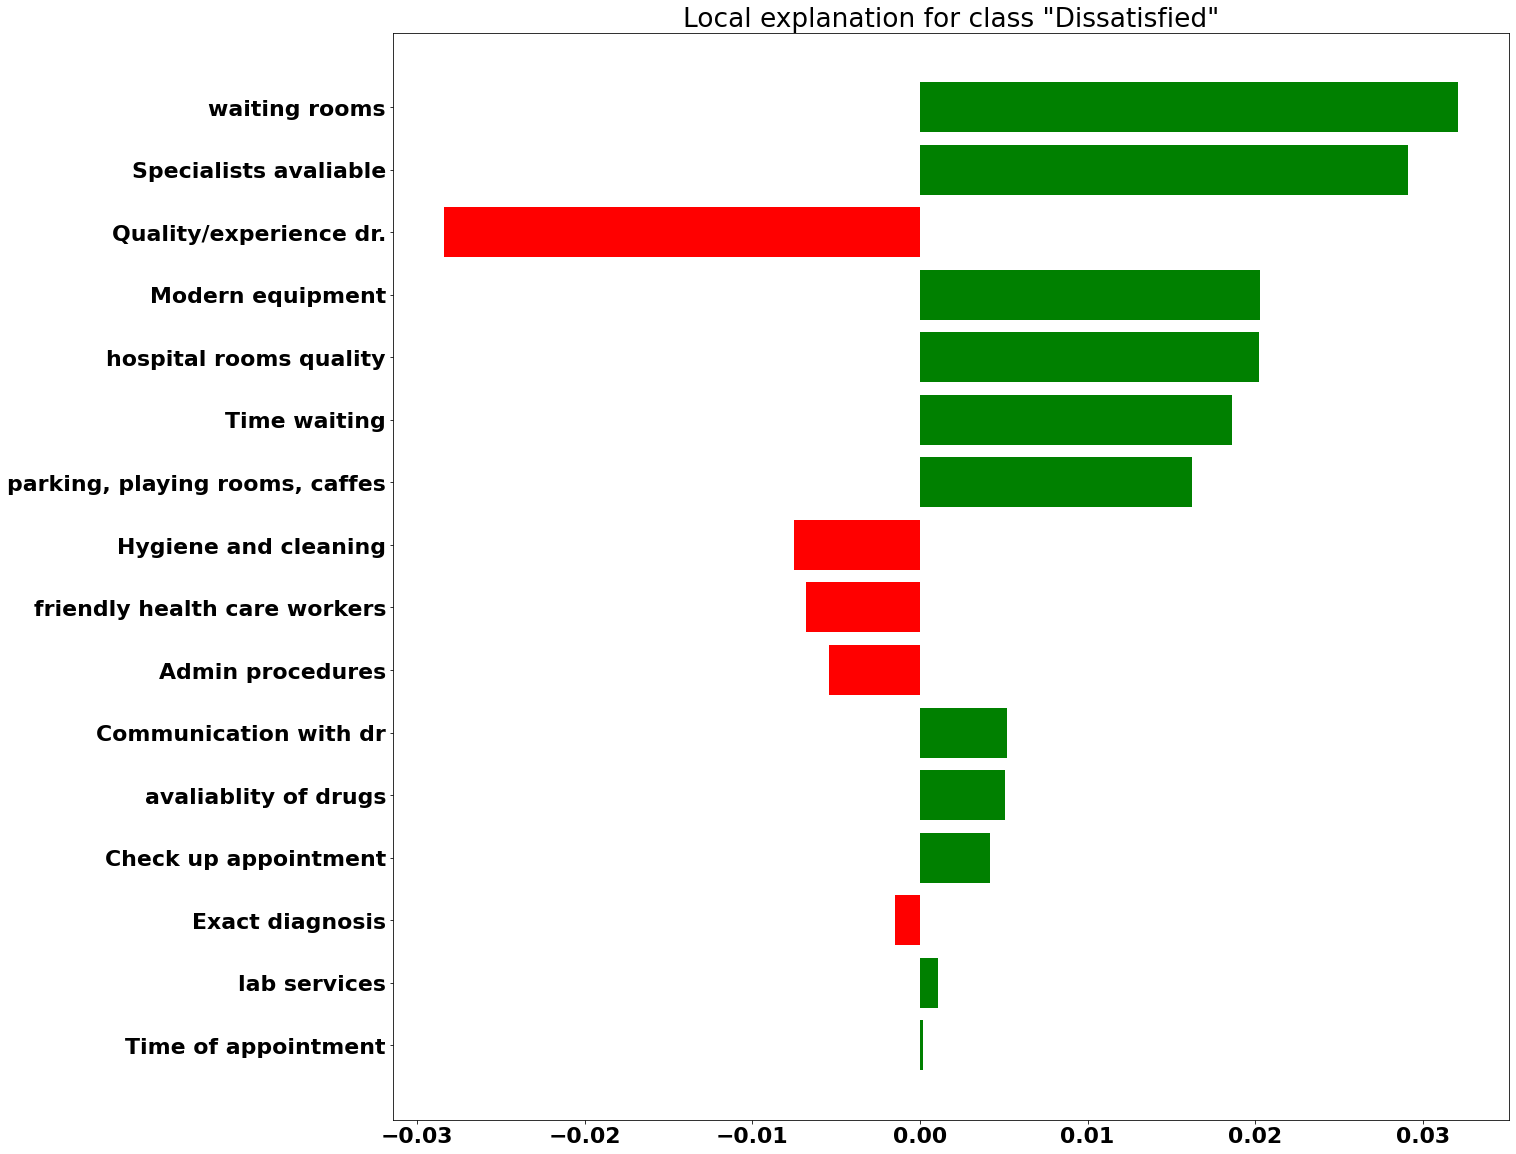 Local explanation for class "Dissatisfied"
waiting rooms
Specialists avaliable
Quality/experience dr.
Modern equipment
hospital rooms quality
Time waiting
parking, playing rooms, caffes
Hygiene and cleaning
friendly health care workers
Admin procedures
Communication with dr
avaliablity of drugs
Check up appointment
Exact diagnosis
lab services
Time of appointment
−0.03 −0.02 −0.01 0.00 0.01 0.02 0.03